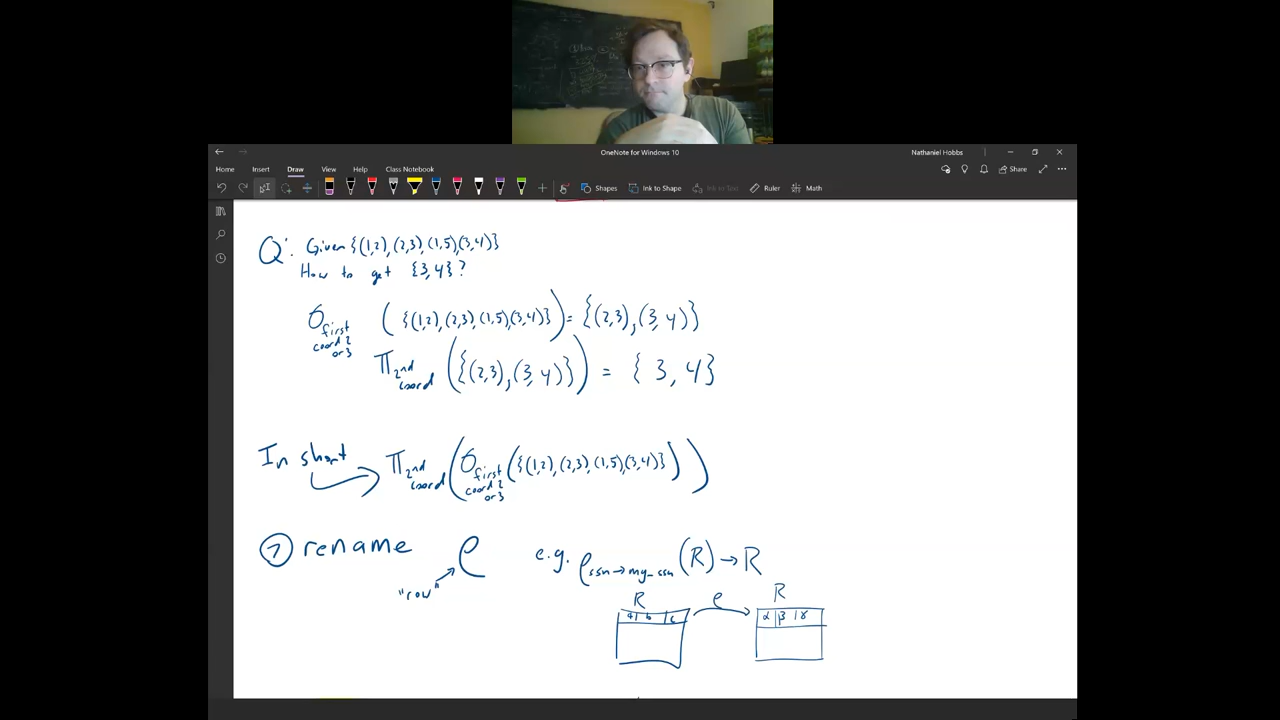 OneNote for Windows 10
Nathaniel Hobbs
Home Insert Draw View Help Class Notebook
Share
Shapes Ink to Shape Ink to Text Ruler Math
Q: Given {(1,2), (2,3), (1,5), (3,4)}
How to get {3,4}?
σ first coord 2 or 3 ({(1,2), (2,3), (1,5), (3,4)}) = {(2,3), (3,4)}
Π 2nd coord ({(2,3), (3,4)}) = {3, 4}
In short → Π 2nd coord (σ first coord 2 or 3 ({(1,2), (2,3), (1,5), (3,4)}))
⑦ rename ρ e.g. ρ ssn→my_ssn (R) → R
"row"
R ρ R
a b c α β γ